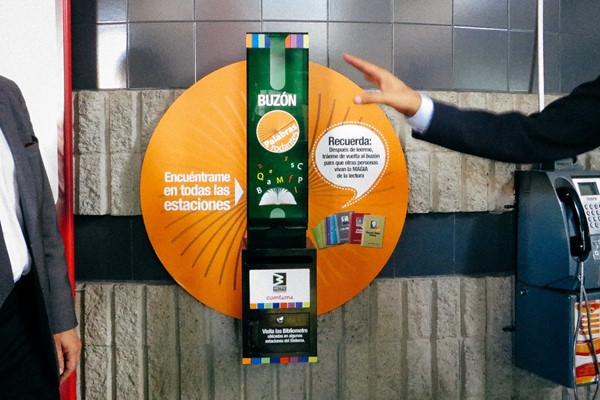 BUZÓN
Palabras
Encuéntrame
en todas las
estaciones
Recuerda:
Después de leerme,
tráeme de vuelta al buzón
para que otras personas
vivan la MAGIA
de la lectura
comfama
Visita las Bibliometro
ubicadas en algunas
estaciones del Sistema.